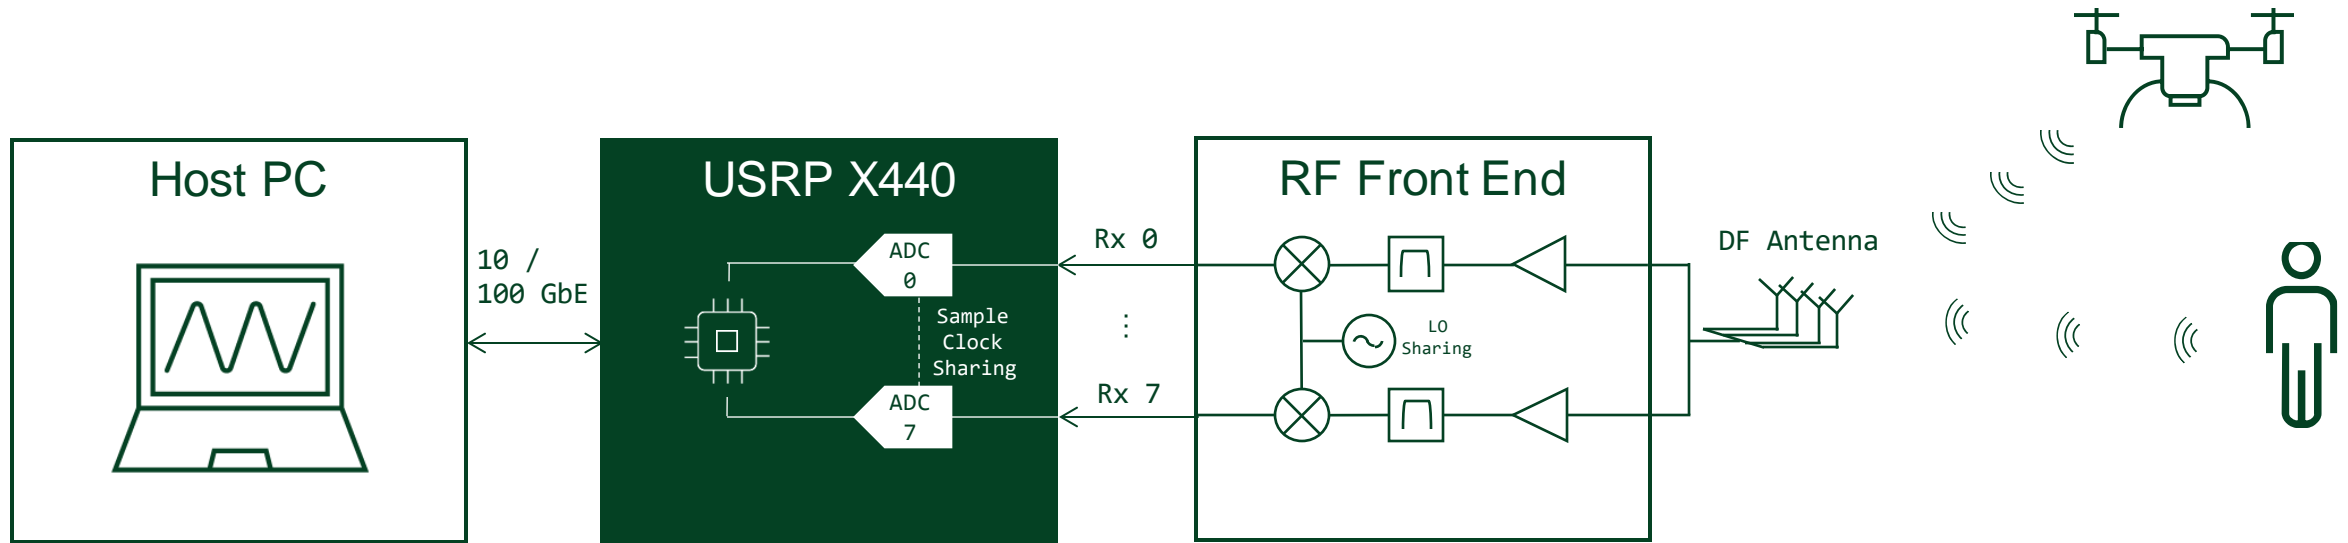 Host PC
10 /
100 GbE
USRP X440
ADC
0
Sample
Clock
Sharing
ADC
7
Rx 0
⋮
Rx 7
RF Front End
LO
Sharing
DF Antenna